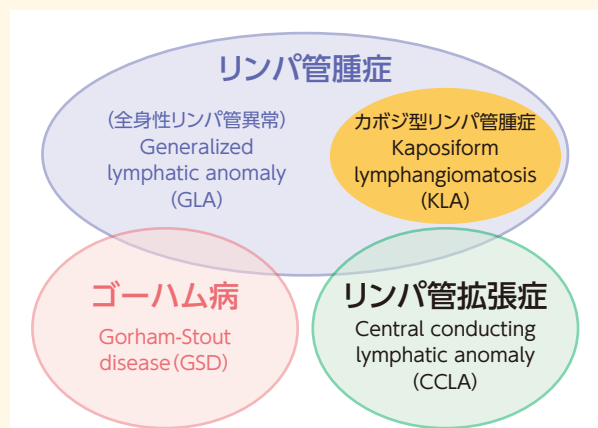 リンパ管腫症
(全身性リンパ管異常)
Generalized
lymphatic anomaly
(GLA)
カポジ型リンパ管腫症
Kaposiform
lymphangiomatosis
(KLA)
ゴーハム病
Gorham-Stout
disease(GSD)
リンパ管拡張症
Central conducting
lymphatic anomaly
(CCLA)